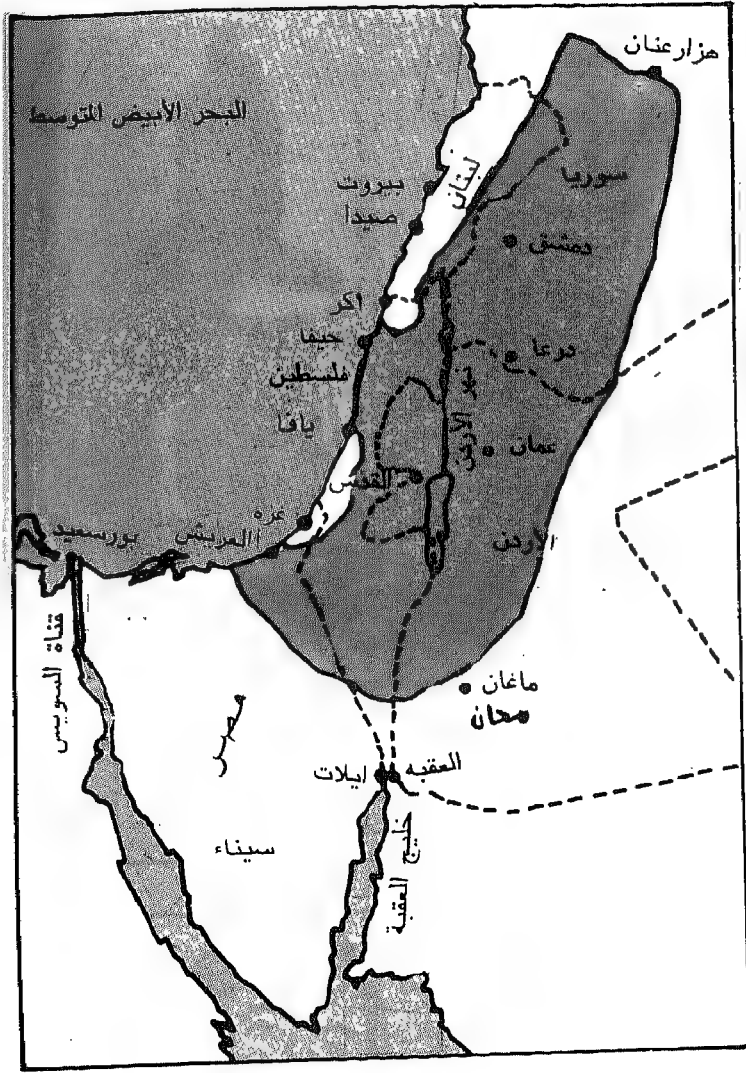 هزارعنان
البحر الأبيض المتوسط
لبنان
سوريا
بيروت
صيدا
دمشق
اكر
حيفا
درعا
فلسطين
نهر الأردن
يافا
عمان
القدس
غزه
العريش
بورسعيد
الأردن
قناة السويس
ماغان
معان
مصر
العقبه
ايلات
سيناء
خليج العقبة